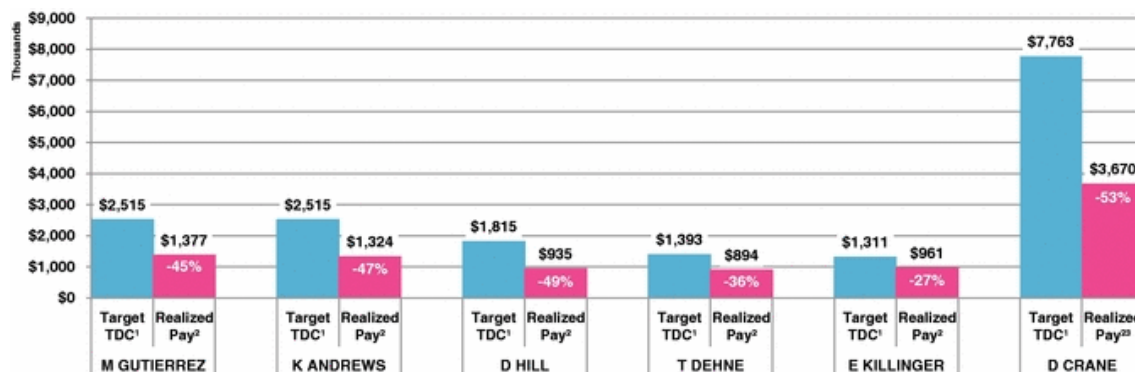 Thousands
$9,000
$8,000
$7,000
$6,000
$5,000
$4,000
$3,000
$2,000
$1,000
$0
$2,515
$1,377
-45%
$2,515
$1,324
-47%
$1,815
$935
-49%
$1,393
$894
-36%
$1,311
$961
-27%
$7,763
$3,670
-53%
Target TDC¹
Realized Pay²
Target TDC¹
Realized Pay²
Target TDC¹
Realized Pay²
Target TDC¹
Realized Pay²
Target TDC¹
Realized Pay²
Target TDC¹
Realized Pay²³
M GUTIERREZ
K ANDREWS
D HILL
T DEHNE
E KILLINGER
D CRANE